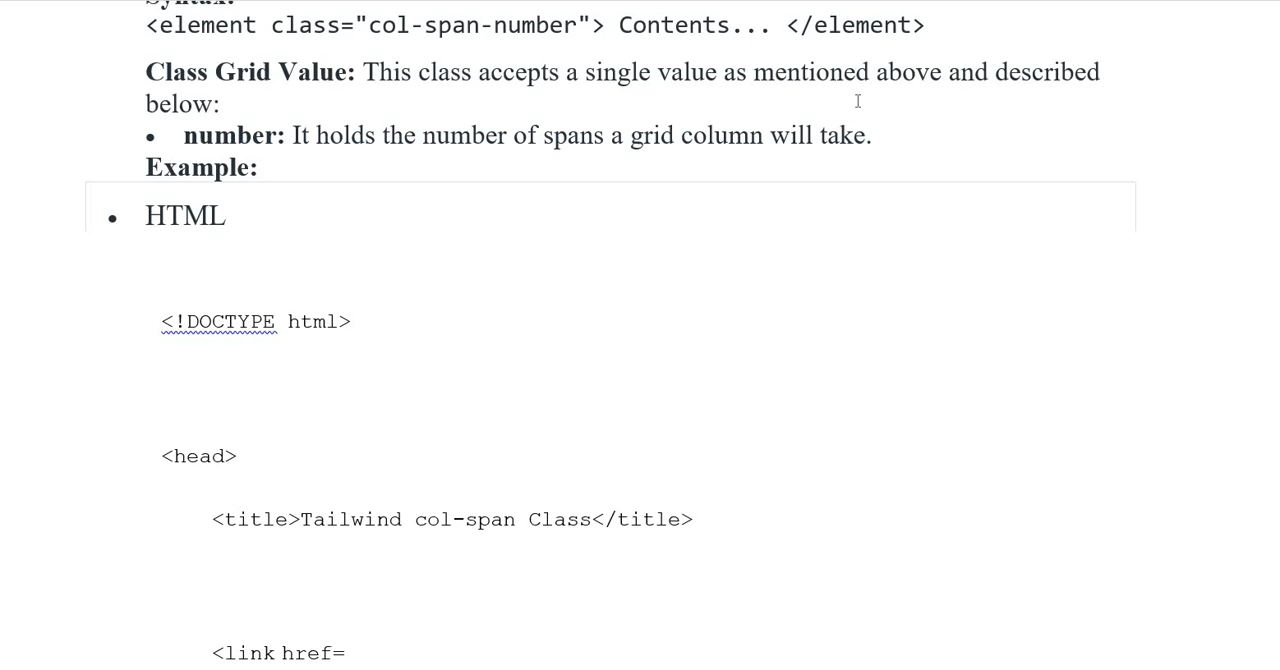 Syntax:
<element class="col-span-number"> Contents... </element>
Class Grid Value: This class accepts a single value as mentioned above and described
below:
• number: It holds the number of spans a grid column will take.
Example:
• HTML
<!DOCTYPE html>
<head>
<title>Tailwind col-span Class</title>
<link href=